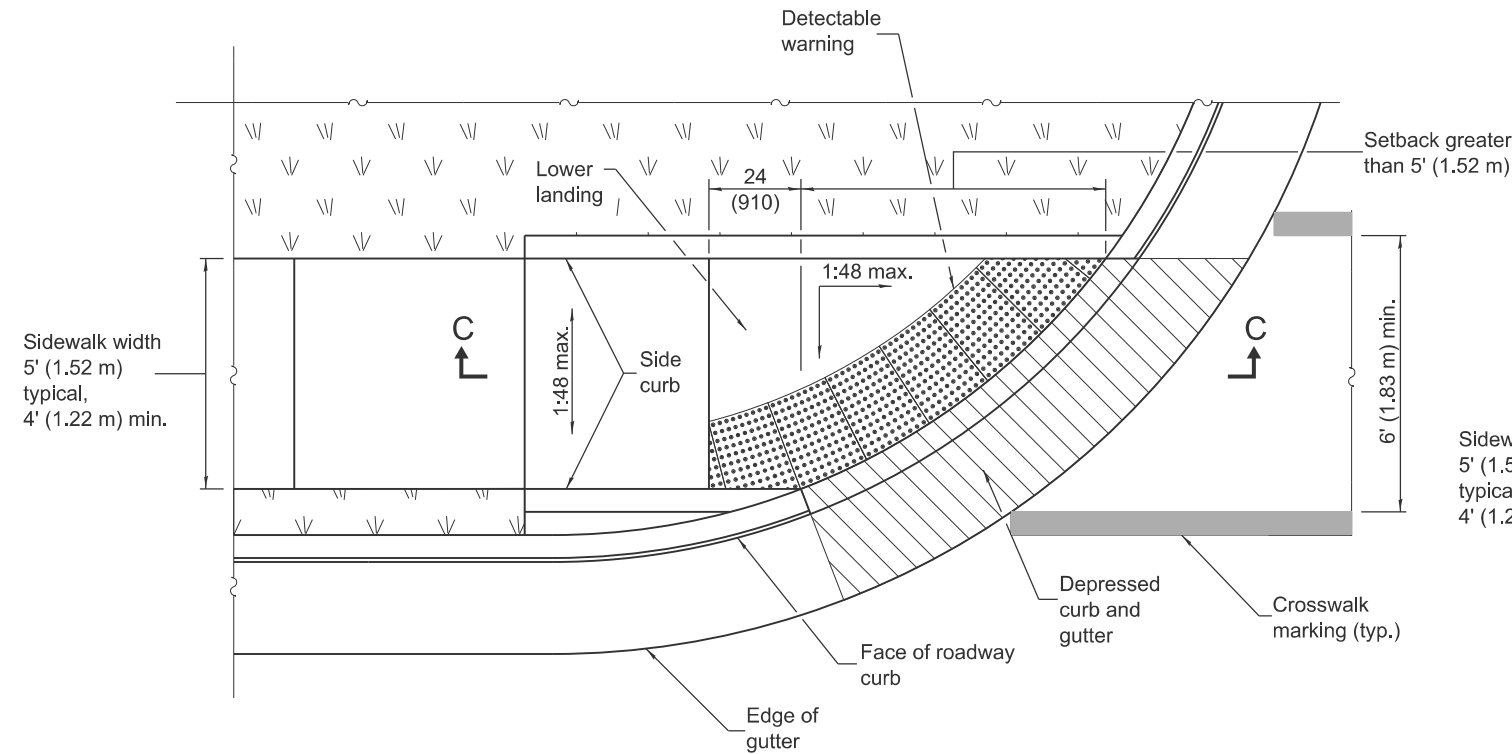 Detectable
warning
Setback greater
than 5' (1.52 m)
Lower
landing
24
(910)
1:48 max.
C
C
Sidewalk width
5' (1.52 m)
typical,
4' (1.22 m) min.
1:48 max.
Side
curb
6' (1.83 m) min.
Depressed
curb and
gutter
Crosswalk
marking (typ.)
Face of roadway
curb
Edge of
gutter